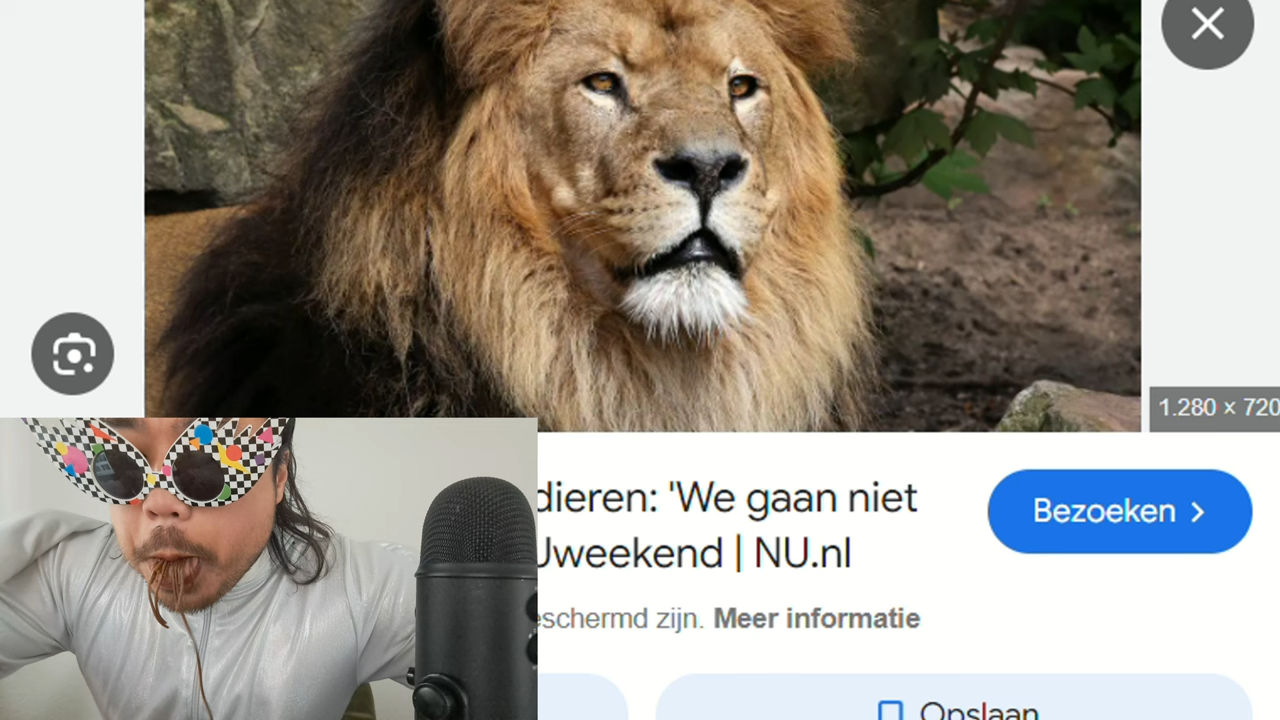 1.280 × 720
dieren: 'We gaan niet
Bezoeken
Uweekend | NU.nl
eschermd zijn. Meer informatie
Opslaan